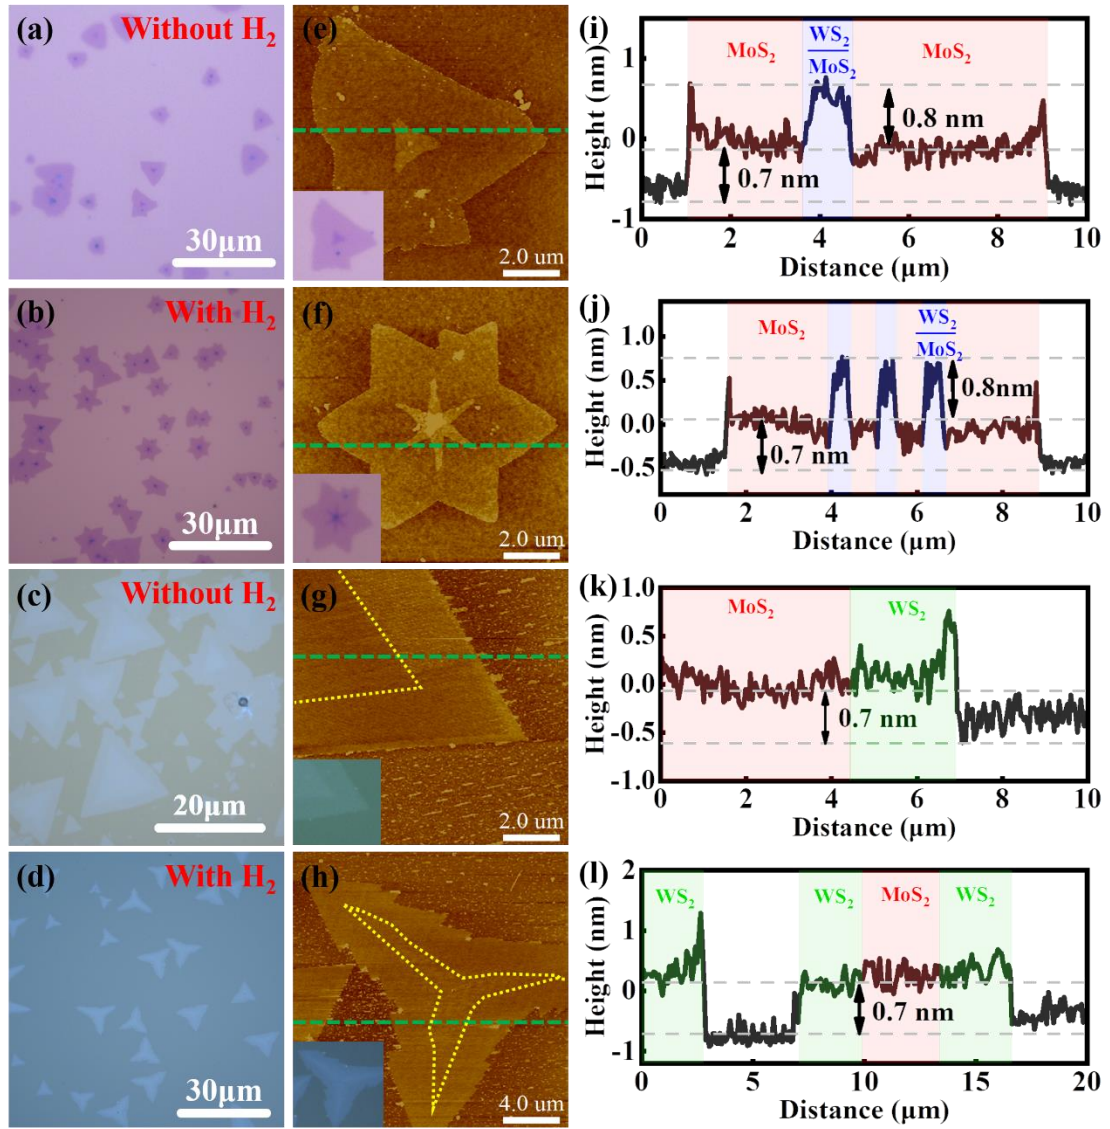 (a) Without H₂
30μm
(e)
2.0 um
(i)
MoS₂
WS₂
MoS₂
MoS₂
0.8 nm
0.7 nm
Height (nm)
1
0
-1
0 2 4 6 8 10
Distance (μm)
(b) With H₂
30μm
(f)
2.0 um
(j)
MoS₂
WS₂
MoS₂
0.8nm
0.7 nm
Height (nm)
1.0
0.5
0.0
-0.5
2 4 6 8 10
Distance (μm)
(c) Without H₂
20μm
(g)
2.0 um
(k)
MoS₂
WS₂
0.7 nm
Height (nm)
1.0
0.5
0.0
-0.5
-1.0
0 2 4 6 8 10
Distance (μm)
(d) With H₂
30μm
(h)
4.0 um
(l)
WS₂
WS₂
MoS₂
WS₂
0.7 nm
Height (nm)
2
1
0
-1
0 5 10 15 20
Distance (μm)